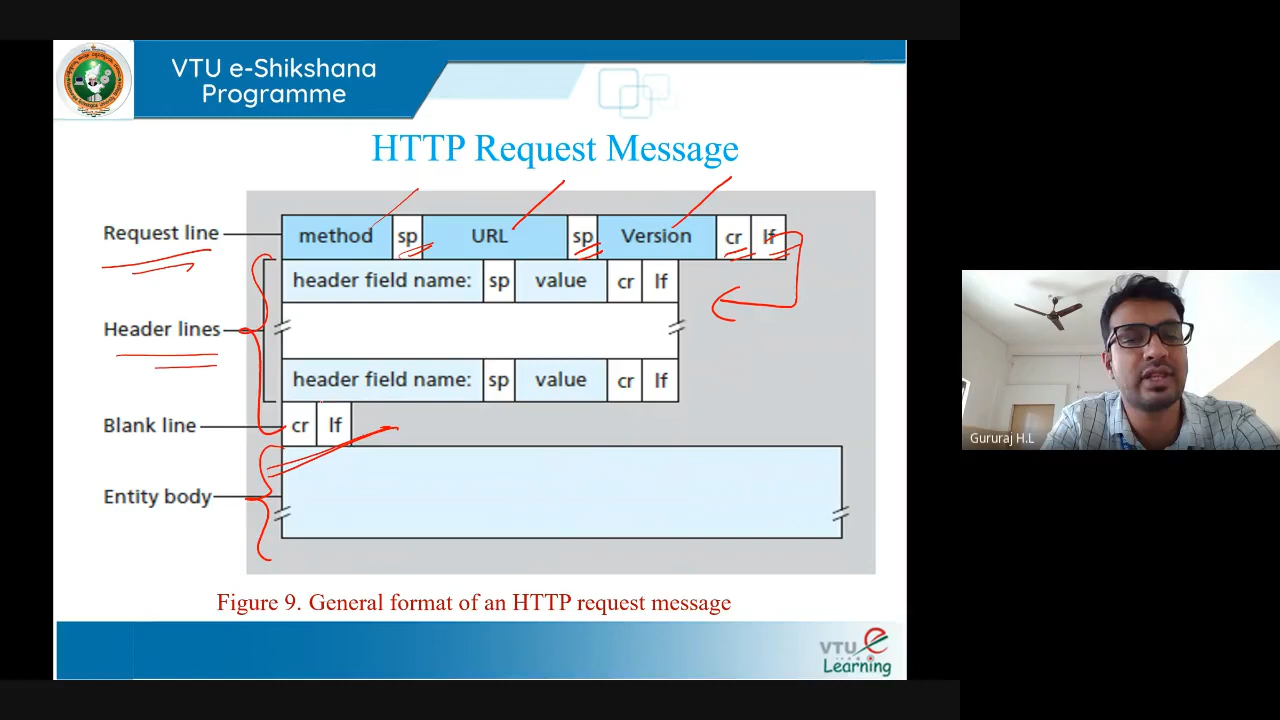 VTU e-Shikshana
Programme
HTTP Request Message
Request line method sp URL sp Version cr lf
header field name: sp value cr lf
Header lines
header field name: sp value cr lf
Blank line cr lf
Entity body
Figure 9. General format of an HTTP request message
VTU e
Learning
Gururaj H.L